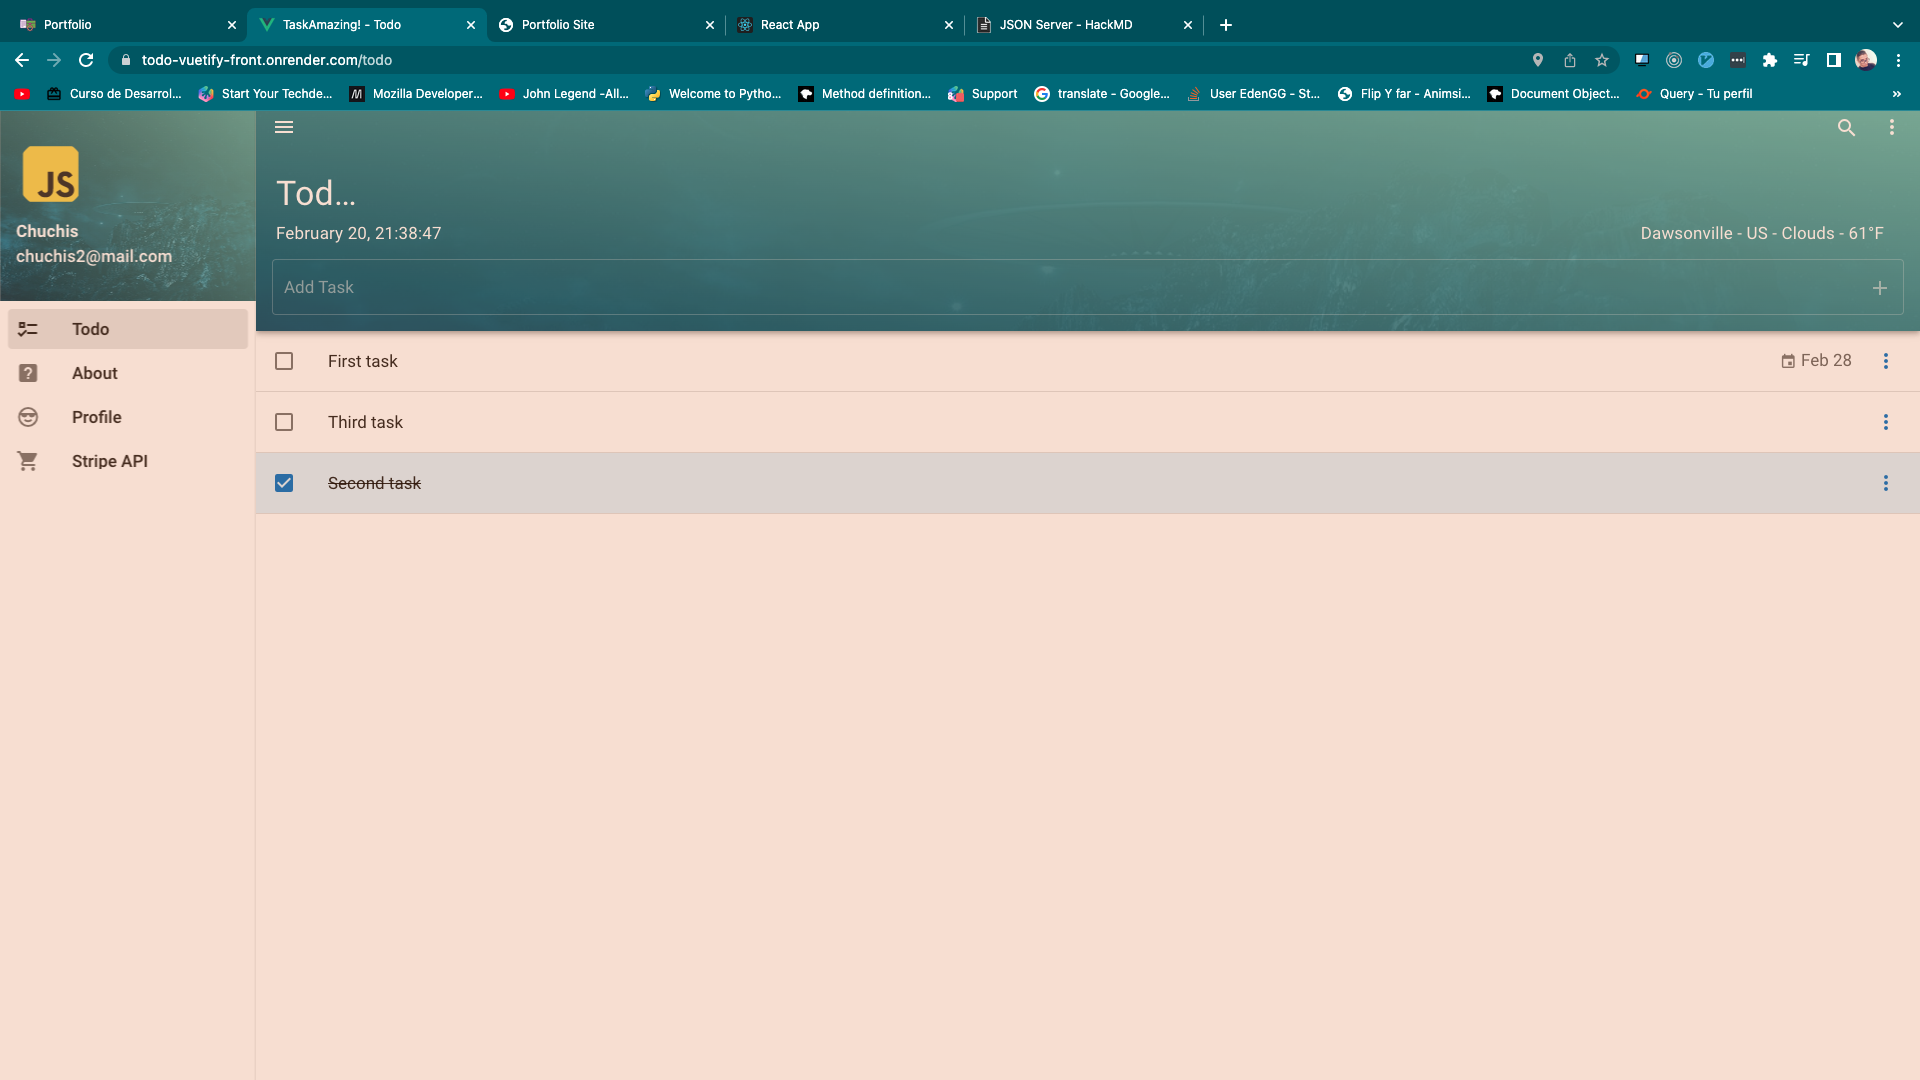 Portfolio
TaskAmazing! - Todo
Portfolio Site
React App
JSON Server - HackMD
todo-vuetify-front.onrender.com/todo
Curso de Desarrol...
Start Your Techde...
Mozilla Developer...
John Legend -All...
Welcome to Pytho...
Method definition...
Support
translate - Google...
User EdenGG - St...
Flip Y far - Animsi...
Document Object...
Query - Tu perfil
JS
Chuchis
chuchis2@mail.com
Todo
About
Profile
Stripe API
Tod...
February 20, 21:38:47
Dawsonville - US - Clouds - 61°F
Add Task
First task
Feb 28
Third task
Second task